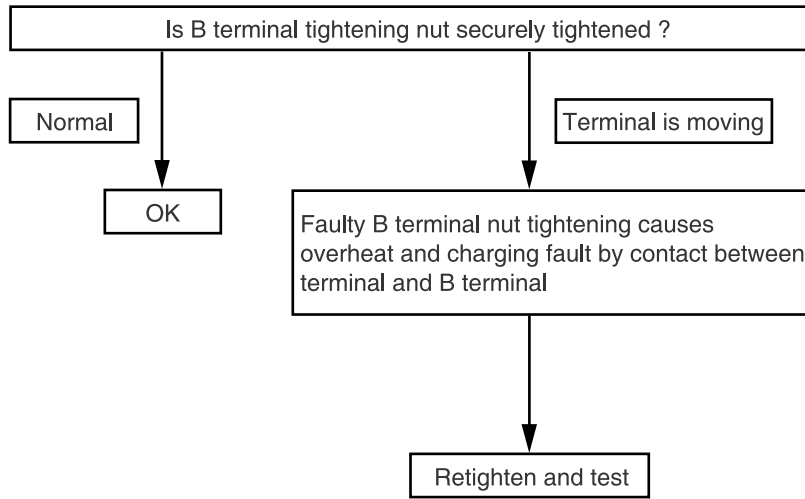 Is B terminal tightening nut securely tightened ?
Normal
Terminal is moving
OK
Faulty B terminal nut tightening causes
overheat and charging fault by contact between
terminal and B terminal
Retighten and test